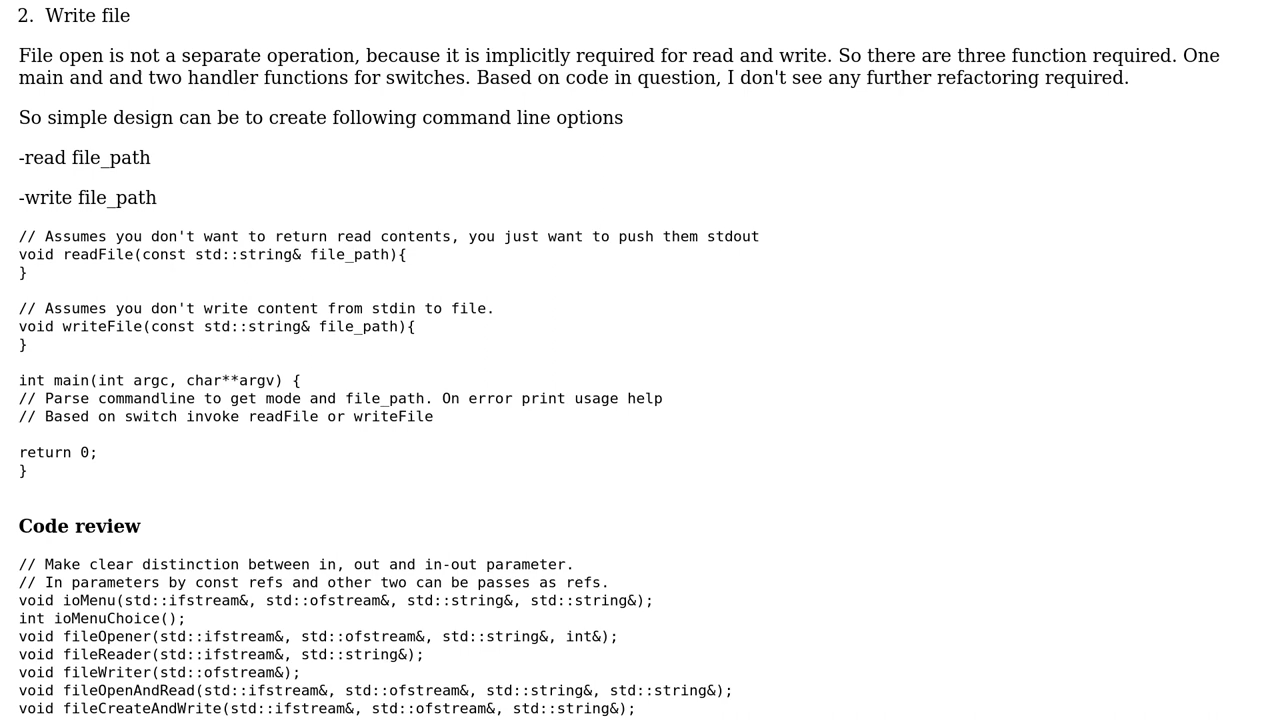 2. Write file
File open is not a separate operation, because it is implicitly required for read and write. So there are three function required. One
main and and two handler functions for switches. Based on code in question, I don't see any further refactoring required.
So simple design can be to create following command line options
-read file_path
-write file_path
// Assumes you don't want to return read contents, you just want to push them stdout
void readFile(const std::string& file_path){
}
// Assumes you don't write content from stdin to file.
void writeFile(const std::string& file_path){
}
int main(int argc, char**argv) {
// Parse commandline to get mode and file_path. On error print usage help
// Based on switch invoke readFile or writeFile
return 0;
}
Code review
// Make clear distinction between in, out and in-out parameter.
// In parameters by const refs and other two can be passes as refs.
void ioMenu(std::ifstream&, std::ofstream&, std::string&, std::string&);
int ioMenuChoice();
void fileOpener(std::ifstream&, std::ofstream&, std::string&, int&);
void fileReader(std::ifstream&, std::string&);
void fileWriter(std::ofstream&);
void fileOpenAndRead(std::ifstream&, std::ofstream&, std::string&, std::string&);
void fileCreateAndWrite(std::ifstream&, std::ofstream&, std::string&);